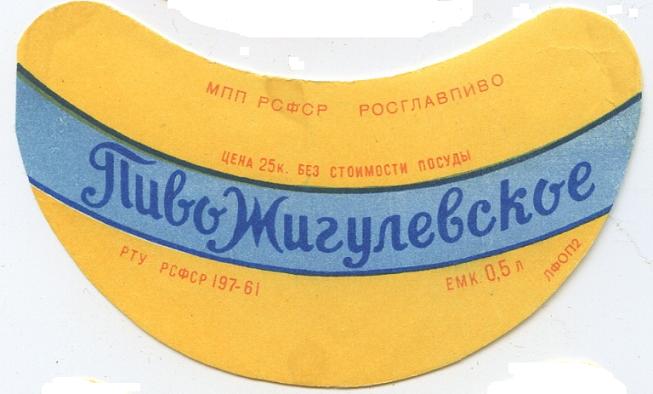 МПП РСФСР РОСГЛАВПИВО
ЦЕНА 25к. БЕЗ СТОИМОСТИ ПОСУДЫ
Пиво Жигулевское
РТУ РСФСР 197-61
ЕМК. 0,5 л
ЛФОП2